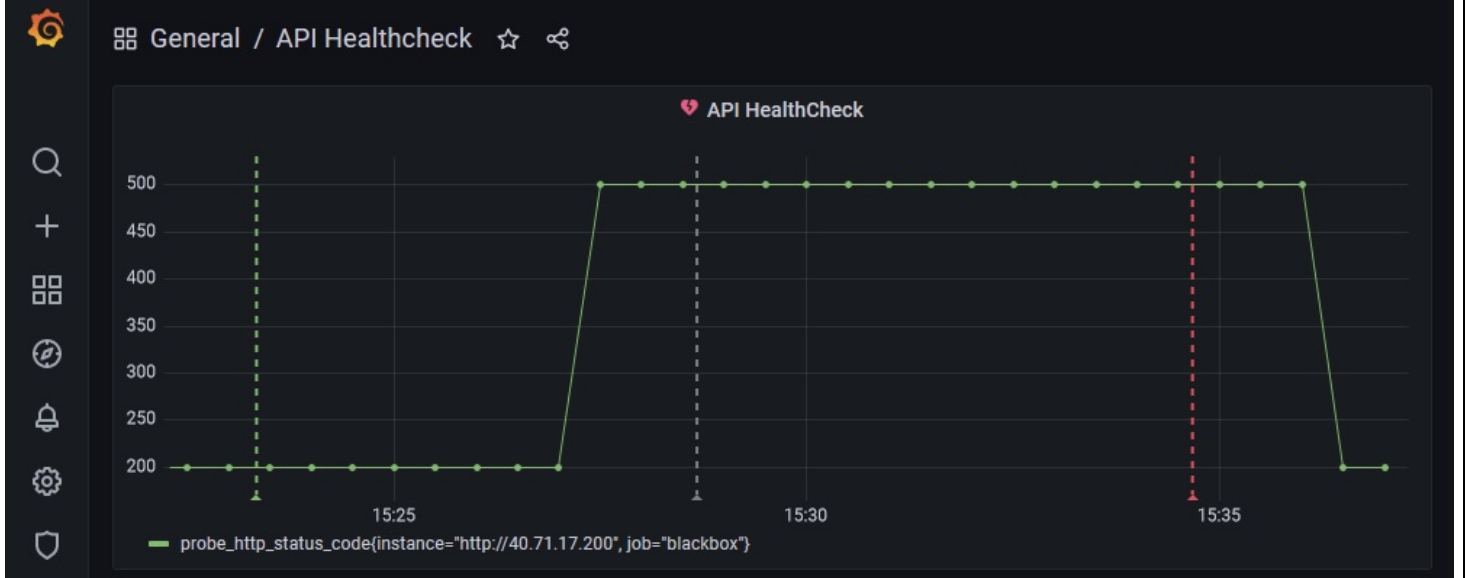 General / API Healthcheck
API HealthCheck
500
450
400
350
300
250
200
15:25 15:30 15:35
probe_http_status_code{instance="http://40.71.17.200", job="blackbox"}